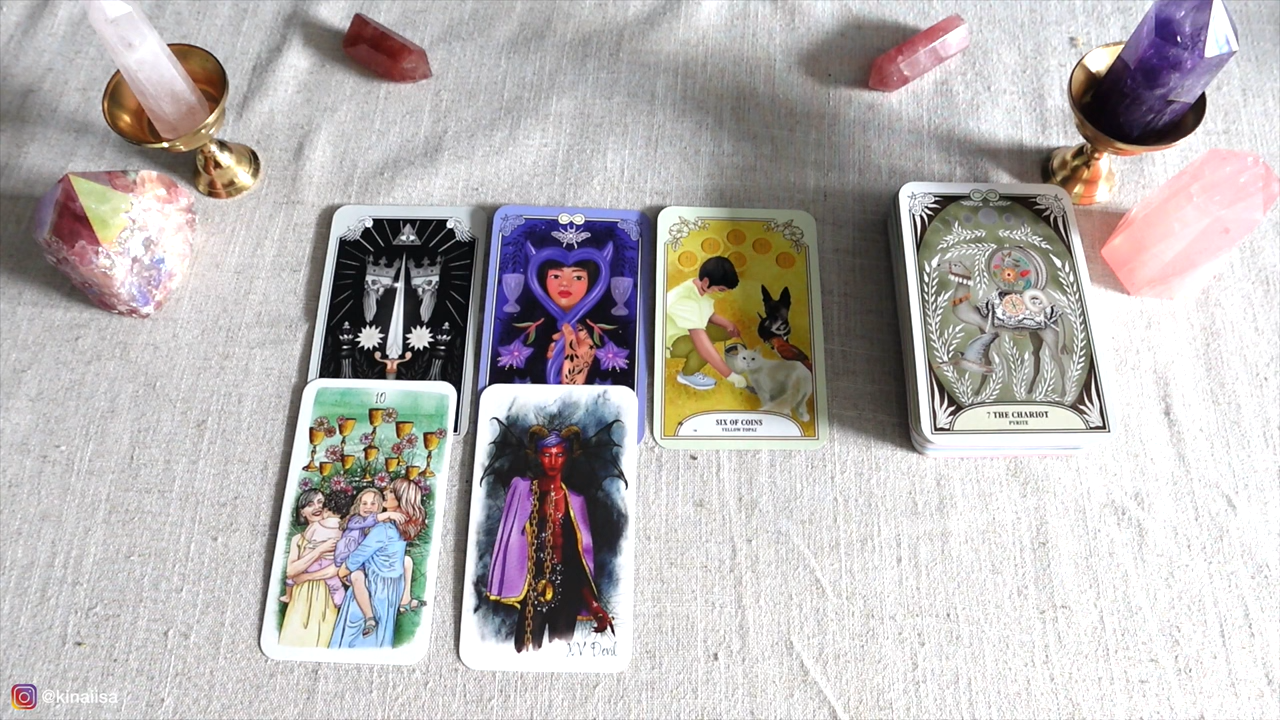 SIX OF COINS
YELLOW TOPAZ
7 THE CHARIOT
PYRITE
10
XV Devil
@kinaiisa